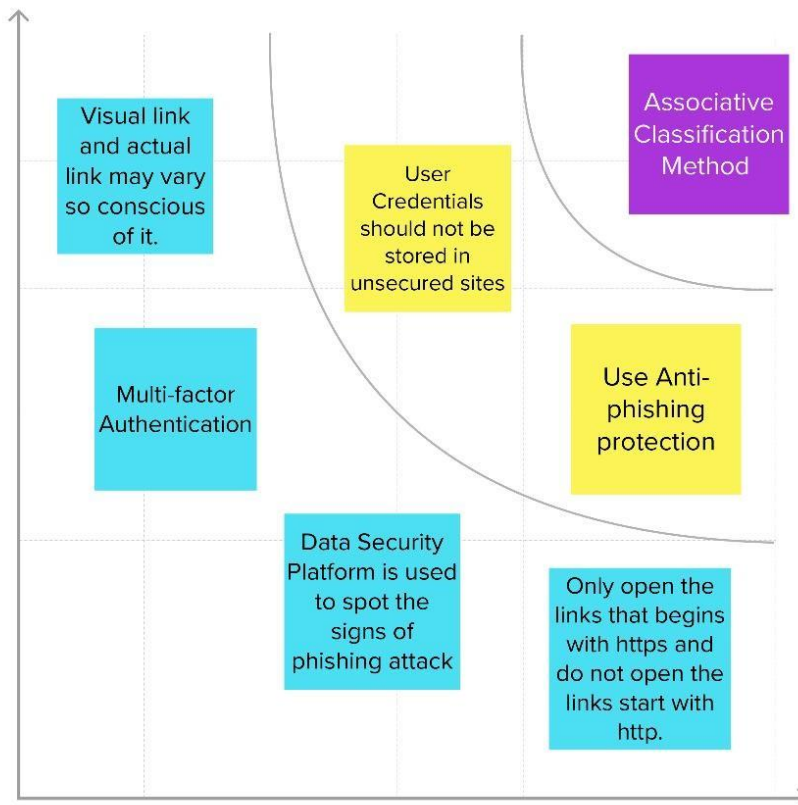 Visual link
and actual
link may vary
so conscious
of it.
User
Credentials
should not be
stored in
unsecured sites
Associative
Classification
Method
Multi-factor
Authentication
Use Anti-
phishing
protection
Data Security
Platform is used
to spot the
signs of
phishing attack
Only open the
links that begins
with https and
do not open the
links start with
http.